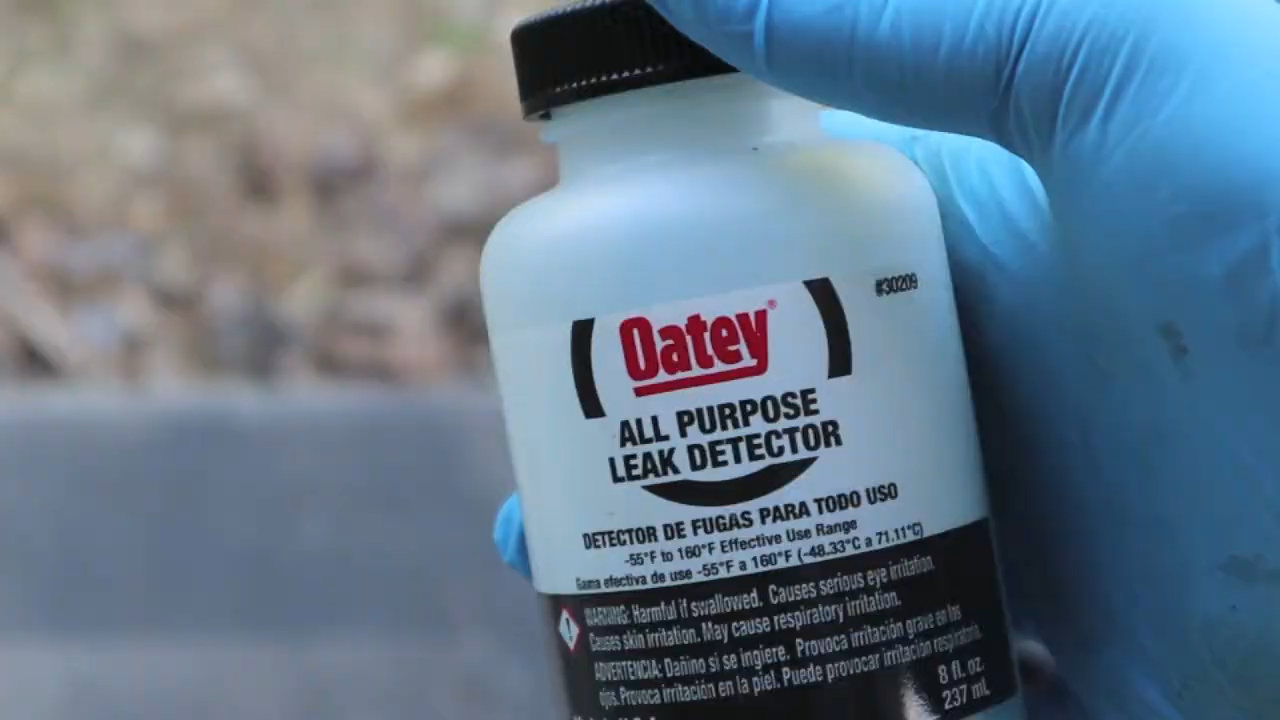 #30209
Oatey®
ALL PURPOSE
LEAK DETECTOR
DETECTOR DE FUGAS PARA TODO USO
-55°F to 160°F Effective Use Range
Gama efectiva de use -55°F a 160°F (-48.33°C a 71.11°C)
WARNING: Harmful if swallowed. Causes serious eye irritation.
Causes skin irritation. May cause respiratory irritation.
ADVERTENCIA: Dañino si se ingiere. Provoca irritación grave en los
ojos. Provoca irritación en la piel. Puede provocar irritación respiratoria.
8 fl. oz.
237 mL